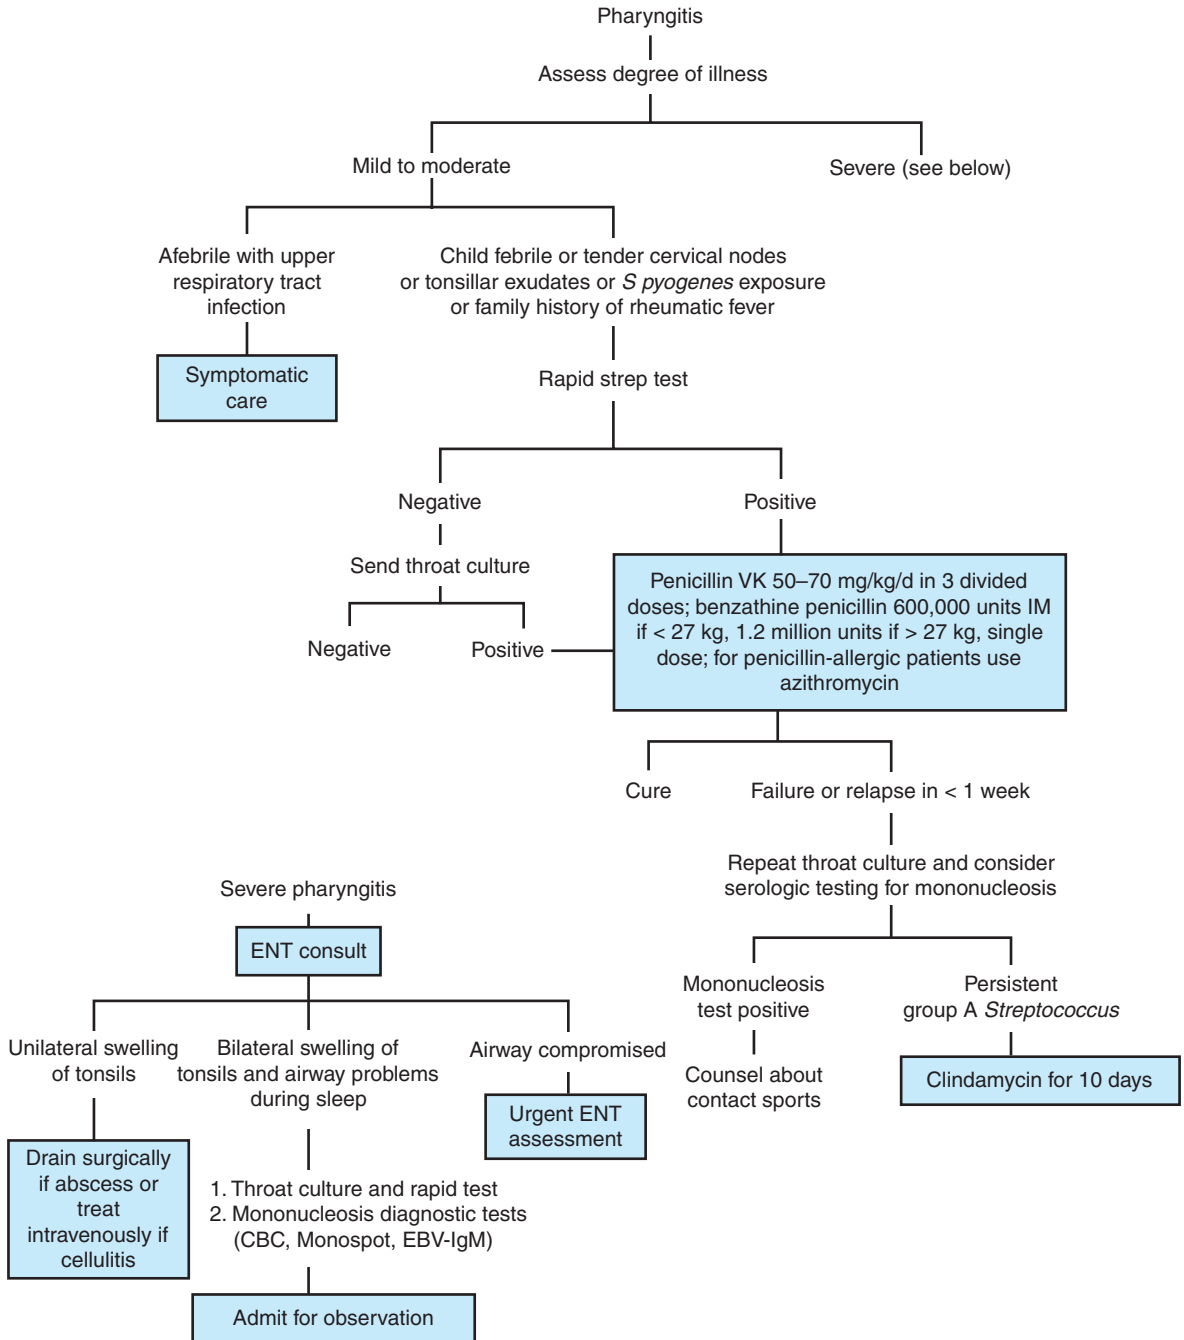 Pharyngitis
Assess degree of illness
Mild to moderate
Severe (see below)
Afebrile with upper
respiratory tract
infection
Child febrile or tender cervical nodes
or tonsillar exudates or S pyogenes exposure
or family history of rheumatic fever
Symptomatic
care
Rapid strep test
Negative
Positive
Send throat culture
Negative
Positive
Penicillin VK 50–70 mg/kg/d in 3 divided
doses; benzathine penicillin 600,000 units IM
if < 27 kg, 1.2 million units if > 27 kg, single
dose; for penicillin-allergic patients use
azithromycin
Cure
Failure or relapse in < 1 week
Repeat throat culture and consider
serologic testing for mononucleosis
Mononucleosis
test positive
Persistent
group A Streptococcus
Counsel about
contact sports
Clindamycin for 10 days
Severe pharyngitis
ENT consult
Unilateral swelling
of tonsils
Bilateral swelling of
tonsils and airway problems
during sleep
Airway compromised
Urgent ENT
assessment
Drain surgically
if abscess or
treat
intravenously if
cellulitis
1. Throat culture and rapid test
2. Mononucleosis diagnostic tests
(CBC, Monospot, EBV-IgM)
Admit for observation